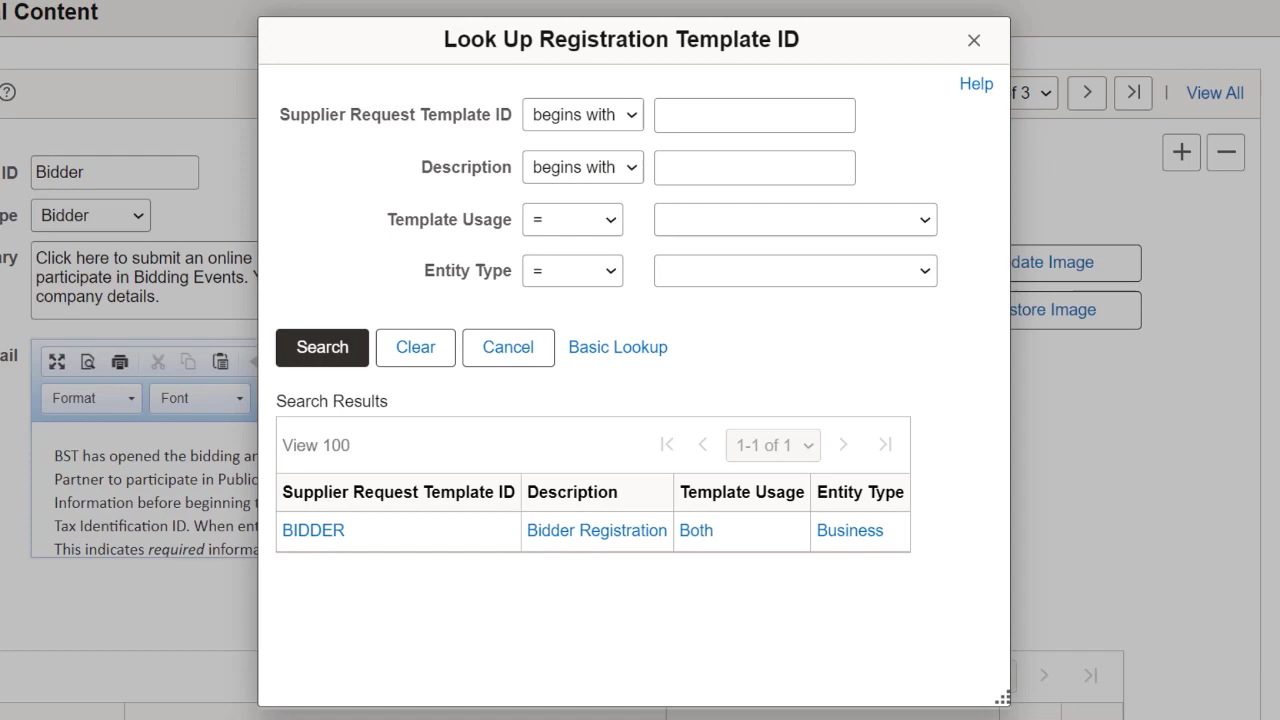 l Content
Look Up Registration Template ID
Help
f 3
View All
Supplier Request Template ID begins with
Description begins with
Template Usage =
Entity Type =
ID Bidder
pe Bidder
ry
Click here to submit an online
participate in Bidding Events.
company details.
date Image
store Image
Search Clear Cancel Basic Lookup
ail
Format Font
Search Results
View 100 1-1 of 1
Supplier Request Template ID Description Template Usage Entity Type
BIDDER Bidder Registration Both Business
BST has opened the bidding an
Partner to participate in Public
Information before beginning
Tax Identification ID. When ent
This indicates required informa